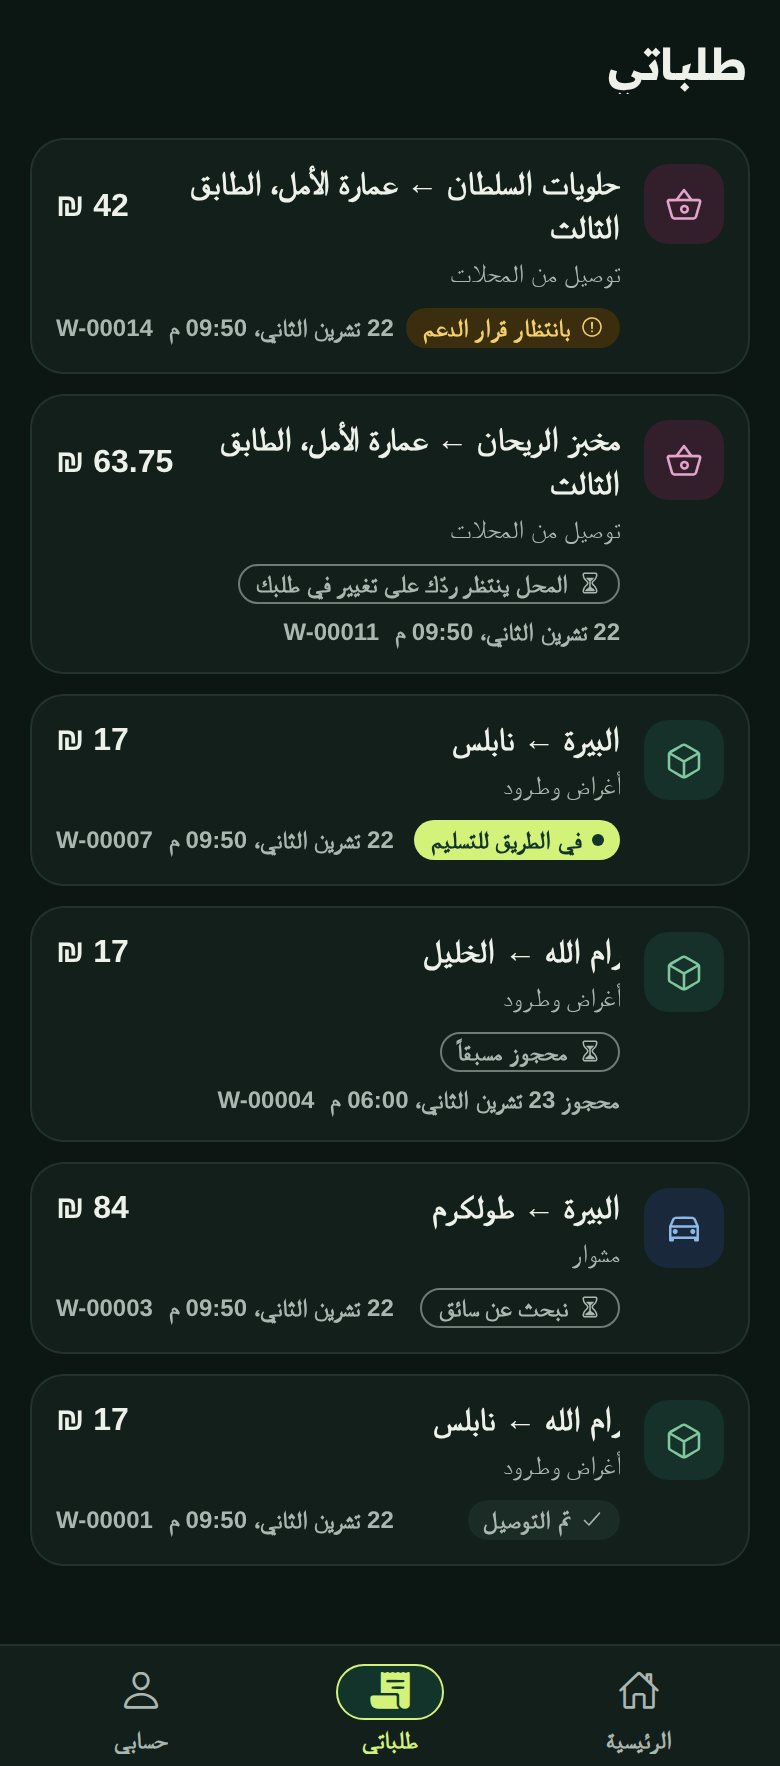 طلباتي
حلويات السلطان ← عمارة الأمل، الطابق
الثالث
42 ₪
توصيل من المحلات
بانتظار قرار الدعم
22 تشرين الثاني، 09:50 م
W-00014
مخبز الريحان ← عمارة الأمل، الطابق
الثالث
63.75 ₪
توصيل من المحلات
المحل ينتظر ردّك على تغيير في طلبك
22 تشرين الثاني، 09:50 م
W-00011
البيرة ← نابلس
17 ₪
أغراض وطرود
في الطريق للتسليم
22 تشرين الثاني، 09:50 م
W-00007
رام الله ← الخليل
17 ₪
أغراض وطرود
محجوز مسبقاً
محجوز 23 تشرين الثاني، 06:00 م
W-00004
البيرة ← طولكرم
84 ₪
مشوار
نبحث عن سائق
22 تشرين الثاني، 09:50 م
W-00003
رام الله ← نابلس
17 ₪
أغراض وطرود
تمّ التوصيل
22 تشرين الثاني، 09:50 م
W-00001
الرئيسية
طلباتي
حسابي